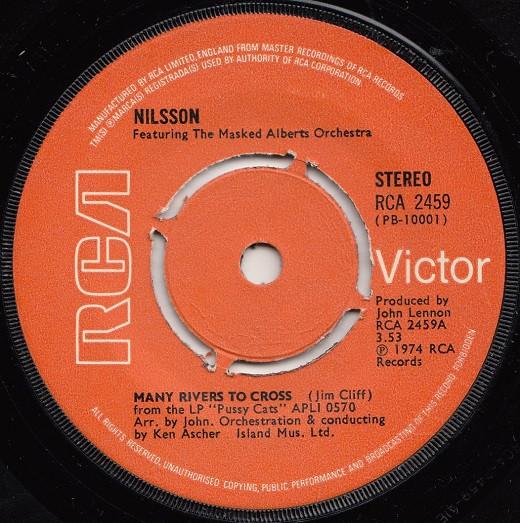 MANUFACTURED BY RCA LIMITED, ENGLAND FROM MASTER RECORDINGS OF RCA RECORDS
TM(S) ® MARCA(S) REGISTRADA(S) USED BY AUTHORITY OF RCA CORPORATION.
NILSSON
Featuring The Masked Alberts Orchestra
RCA
STEREO
RCA 2459
(PB-10001)
Victor
Produced by
John Lennon
RCA 2459A
3.53
℗ 1974 RCA
Records
MANY RIVERS TO CROSS (Jim Cliff)
from the LP "Pussy Cats" APL1 0570
Arr. by John. Orchestration & conducting
by Ken Ascher Island Mus. Ltd.
ALL RIGHTS RESERVED, UNAUTHORISED COPYING, PUBLIC PERFORMANCE AND BROADCASTING OF THIS RECORD FORBIDDEN